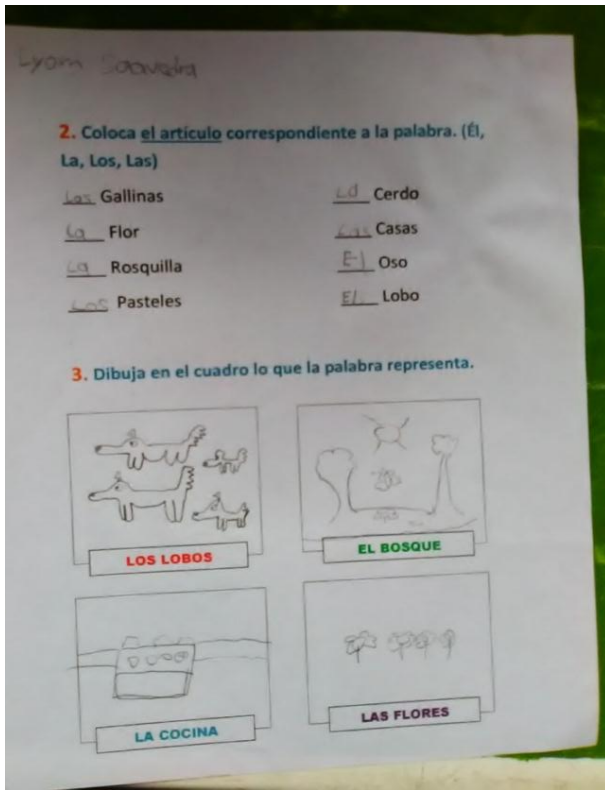 Lyom Saavedra
2. Coloca el artículo correspondiente a la palabra. (Él,
La, Los, Las)
Las Gallinas
La Flor
La Rosquilla
Los Pasteles
Cerdo
Las Casas
El Oso
El Lobo
3. Dibuja en el cuadro lo que la palabra representa.
LOS LOBOS
EL BOSQUE
LA COCINA
LAS FLORES